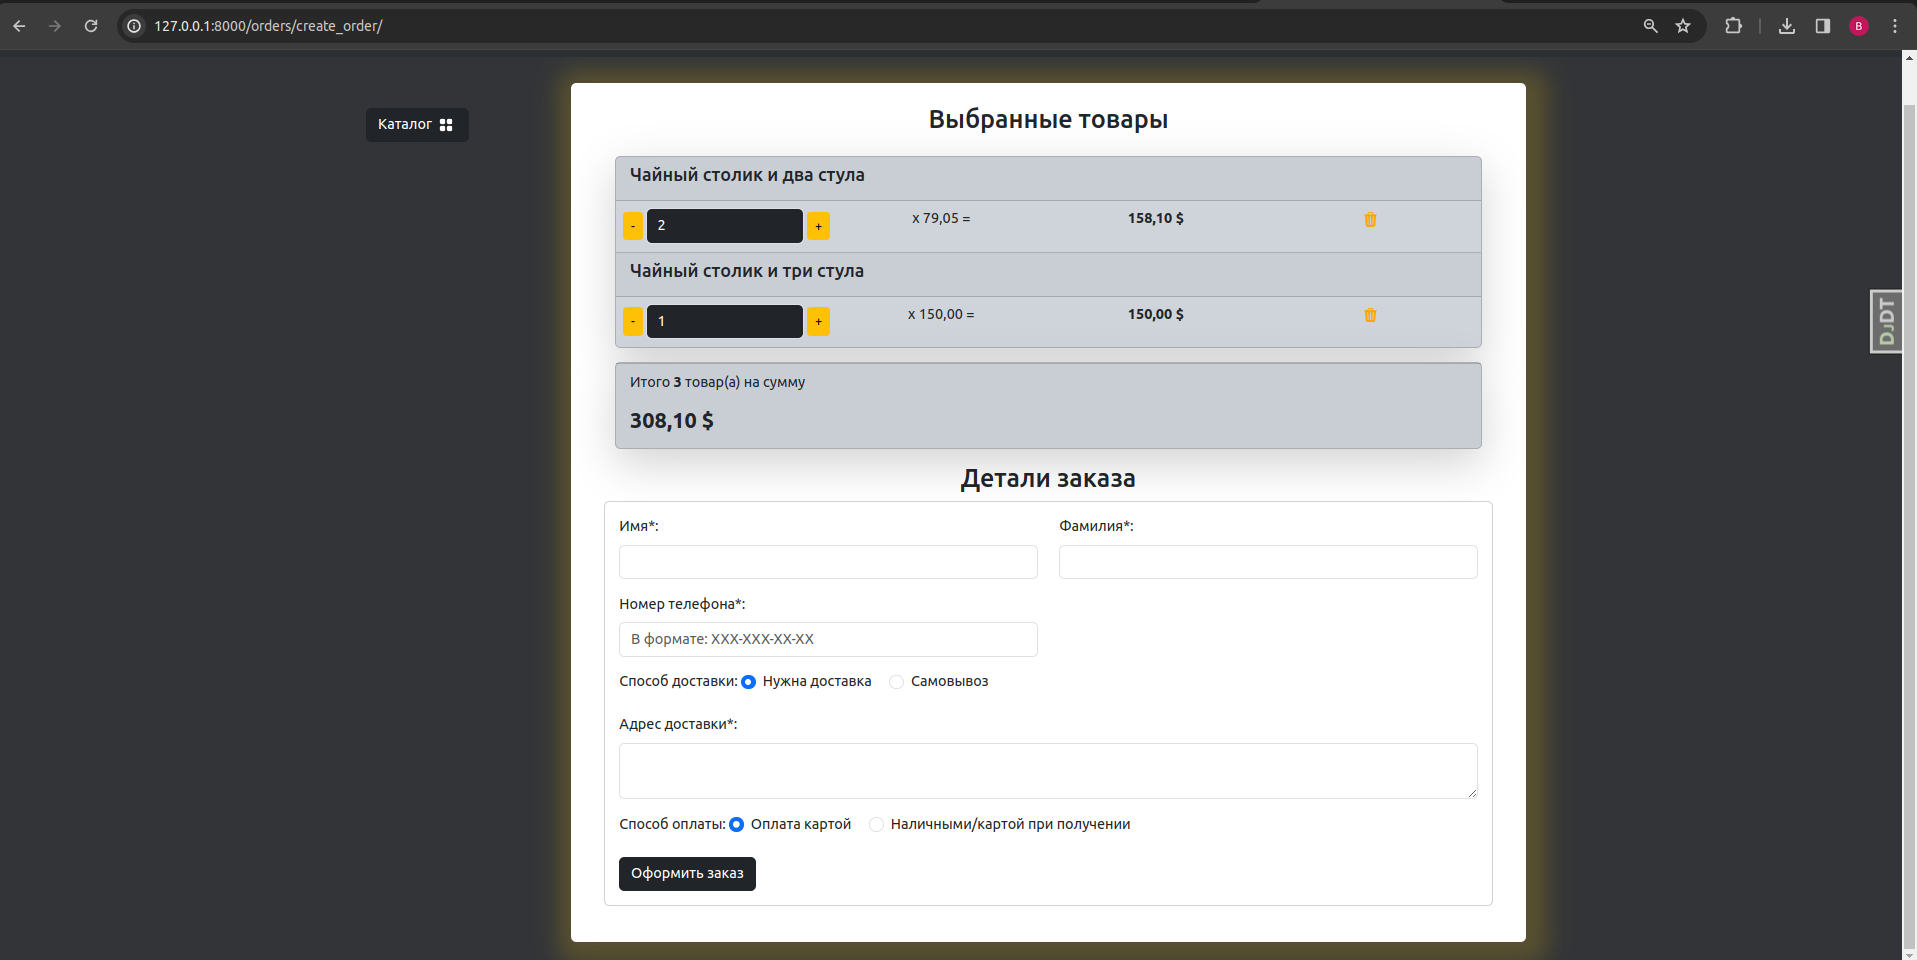 127.0.0.1:8000/orders/create_order/
B
Каталог
Выбранные товары
Чайный столик и два стула
- 2 + x 79,05 = 158,10 $
Чайный столик и три стула
- 1 + x 150,00 = 150,00 $
Итого 3 товар(а) на сумму
308,10 $
DJDT
Детали заказа
Имя*: Фамилия*:
Номер телефона*:
В формате: XXX-XXX-XX-XX
Способ доставки: Нужна доставка Самовывоз
Адрес доставки*:
Способ оплаты: Оплата картой Наличными/картой при получении
Оформить заказ